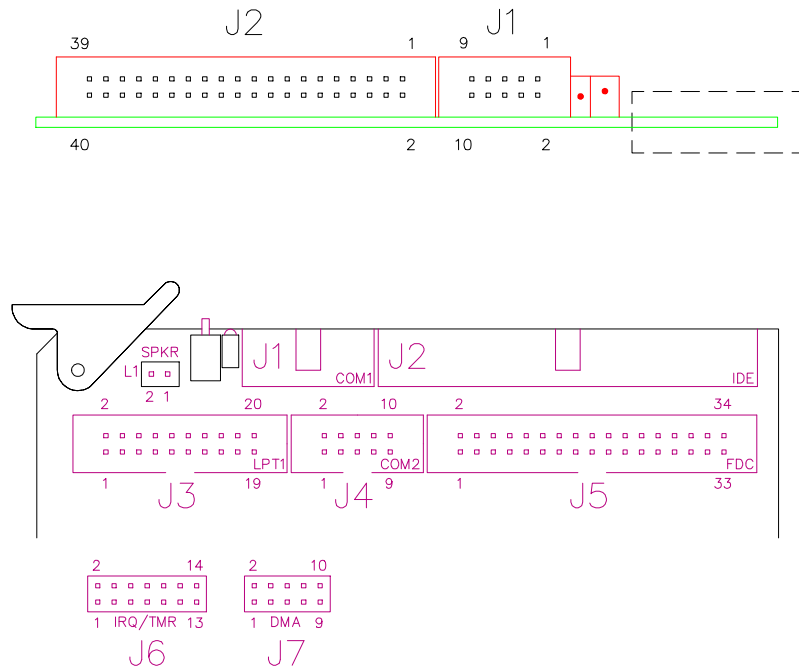 J2 J1
39 1 9 1
40 2 10 2
SPKR
L1
2 1
J1 J2
COM1 IDE
2 20 2 10 2 34
LPT1 COM2 FDC
1 19 1 9 1 33
J3 J4 J5
2 14 2 10
1 IRQ/TMR 13 1 DMA 9
J6 J7